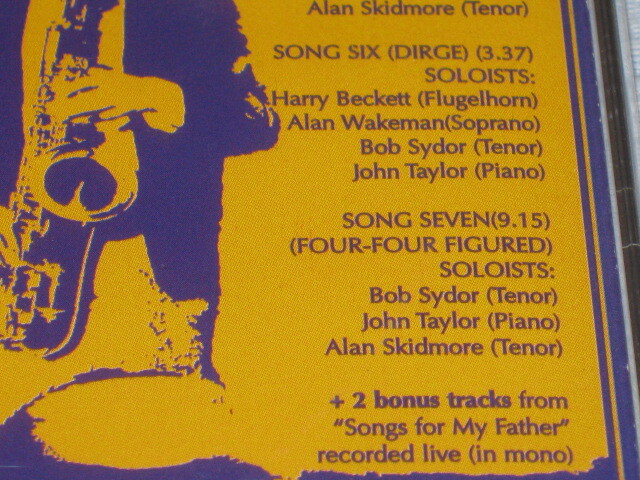 Alan Skidmore (Tenor)
SONG SIX (DIRGE) (3.37)
SOLOISTS:
Harry Beckett (Flugelhorn)
Alan Wakeman(Soprano)
Bob Sydor (Tenor)
John Taylor (Piano)
SONG SEVEN(9.15)
(FOUR-FOUR FIGURED)
SOLOISTS:
Bob Sydor (Tenor)
John Taylor (Piano)
Alan Skidmore (Tenor)
+ 2 bonus tracks from
"Songs for My Father"
recorded live (in mono)